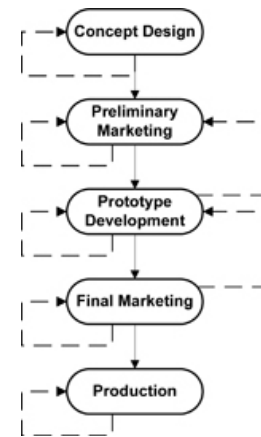 Concept Design
Preliminary
Marketing
Prototype
Development
Final Marketing
Production